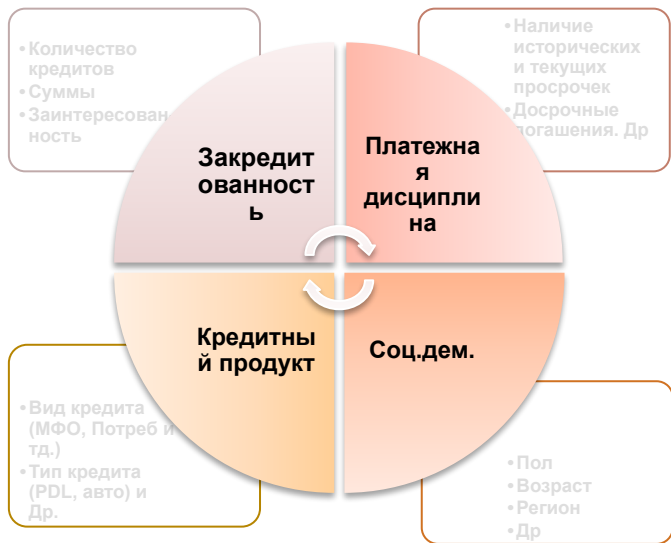 • Количество
кредитов
• Суммы
• Заинтересован
ность
• Наличие
исторических
и текущих
просрочек
• Досрочные
погашения. Др
Закредит
ованност
ь
Платежна
я
дисципли
на
Кредитны
й продукт
Соц.дем.
• Вид кредита
(МФО, Потреб и
тд.)
• Тип кредита
(PDL, авто) и
Др.
• Пол
• Возраст
• Регион
• Др